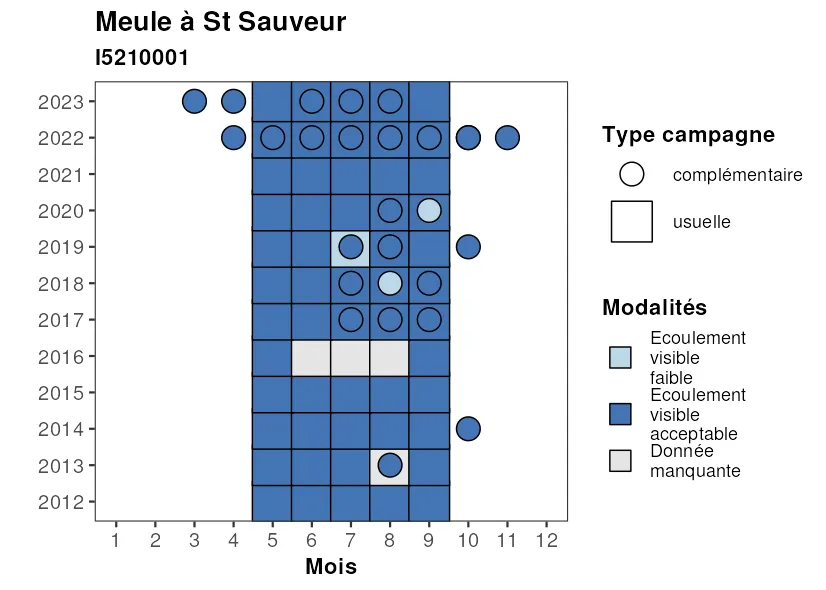 Meule à St Sauveur
I5210001
2023
2022
2021
2020
2019
2018
2017
2016
2015
2014
2013
2012
1 2 3 4 5 6 7 8 9 10 11 12
Mois
Type campagne
complémentaire
usuelle
Modalités
Ecoulement
visible
faible
Ecoulement
visible
acceptable
Donnée
manquante